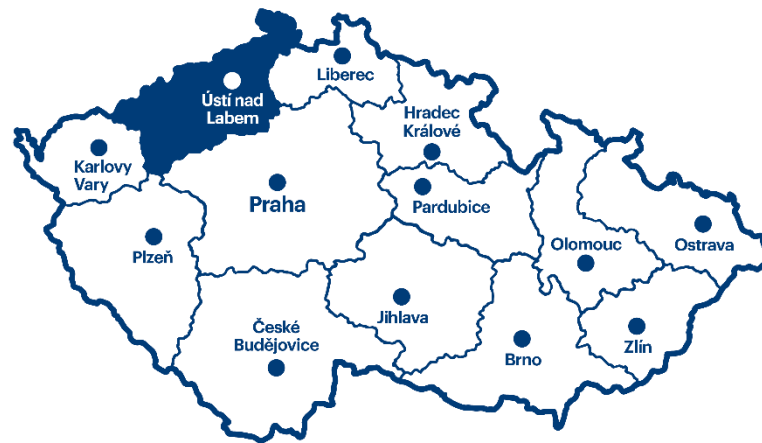 Liberec
Ústí nad
Labem
Hradec
Králové
Karlovy
Vary
Praha
Pardubice
Plzeň
Olomouc
Ostrava
Jihlava
České
Budějovice
Brno
Zlín